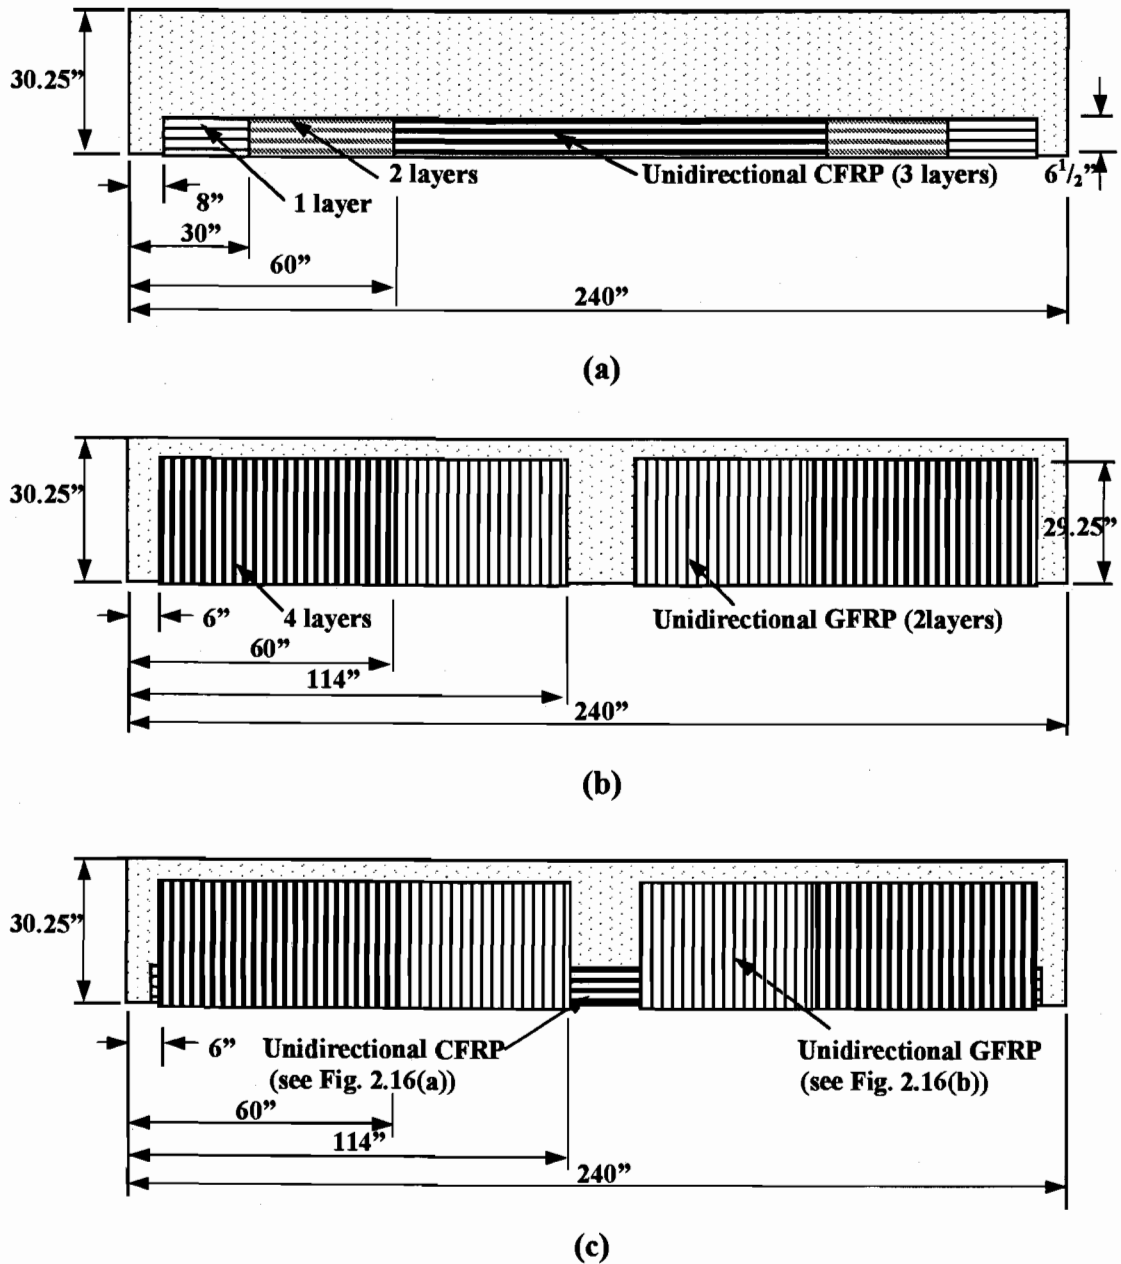 30.25”
2 layers
Unidirectional CFRP (3 layers)
6 1/2”
8”
1 layer
30”
60”
240”
(a)
30.25”
29.25”
6”
4 layers
Unidirectional GFRP (2layers)
60”
114”
240”
(b)
30.25”
6”
Unidirectional CFRP
(see Fig. 2.16(a))
Unidirectional GFRP
(see Fig. 2.16(b))
60”
114”
240”
(c)